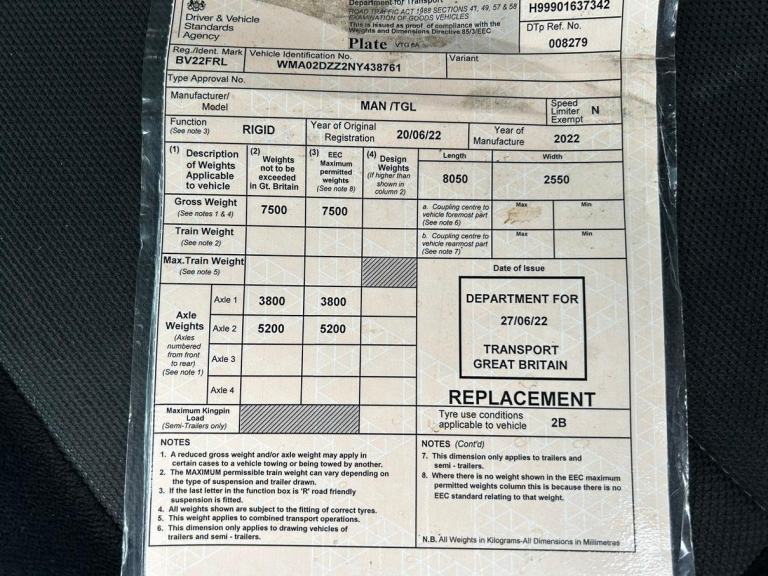 Driver & Vehicle
Standards
Agency
Department for Transport
ROAD TRAFFIC ACT 1988 SECTIONS 41, 49, 57 & 58
EXAMINATION OF GOODS VEHICLES
This is issued as proof of compliance with the
Weights and Dimensions Directive 85/3/EEC
Plate VTG 6A
H99901637342
DTp Ref. No.
008279
Reg./Ident. Mark
BV22FRL
Vehicle Identification No.
WMA02DZZ2NY438761
Variant
Type Approval No.
Manufacturer/
Model
MAN /TGL
Speed
Limiter
Exempt
N
Function
(See note 3)
RIGID
Year of Original
Registration
20/06/22
Year of
Manufacture
2022
(1) Description
of Weights
Applicable
to vehicle
(2) Weights
not to be
exceeded
in Gt. Britain
(3) EEC
Maximum
permitted
weights
(See note 8)
(4) Design
Weights
(if higher than
shown in
column 2)
Length
8050
Width
2550
Gross Weight
(See notes 1 & 4)
7500
7500
a. Coupling centre to
vehicle foremost part
(See note 6)
Max
Min
Train Weight
(See note 2)
b. Coupling centre to
vehicle rearmost part
(See note 7)
Max
Min
Max.Train Weight
(See note 5)
Date of Issue
DEPARTMENT FOR
27/06/22
TRANSPORT
GREAT BRITAIN
REPLACEMENT
Axle
Weights
(Axles
numbered
from front
to rear)
(See note 1)
Axle 1
3800
3800
Axle 2
5200
5200
Axle 3
Axle 4
Maximum Kingpin
Load
(Semi-Trailers only)
Tyre use conditions
applicable to vehicle
2B
NOTES
1. A reduced gross weight and/or axle weight may apply in
certain cases to a vehicle towing or being towed by another.
2. The MAXIMUM permissible train weight can vary depending on
the type of suspension and trailer drawn.
3. If the last letter in the function box is 'R' road friendly
suspension is fitted.
4. All weights shown are subject to the fitting of correct tyres.
5. This weight applies to combined transport operations.
6. This dimension only applies to drawing vehicles of
trailers and semi - trailers.
NOTES (Cont'd)
7. This dimension only applies to trailers and
semi - trailers.
8. Where there is no weight shown in the EEC maximum
permitted weights column this is because there is no
EEC standard relating to that weight.
N.B. All Weights in Kilograms-All Dimensions in Millimetres